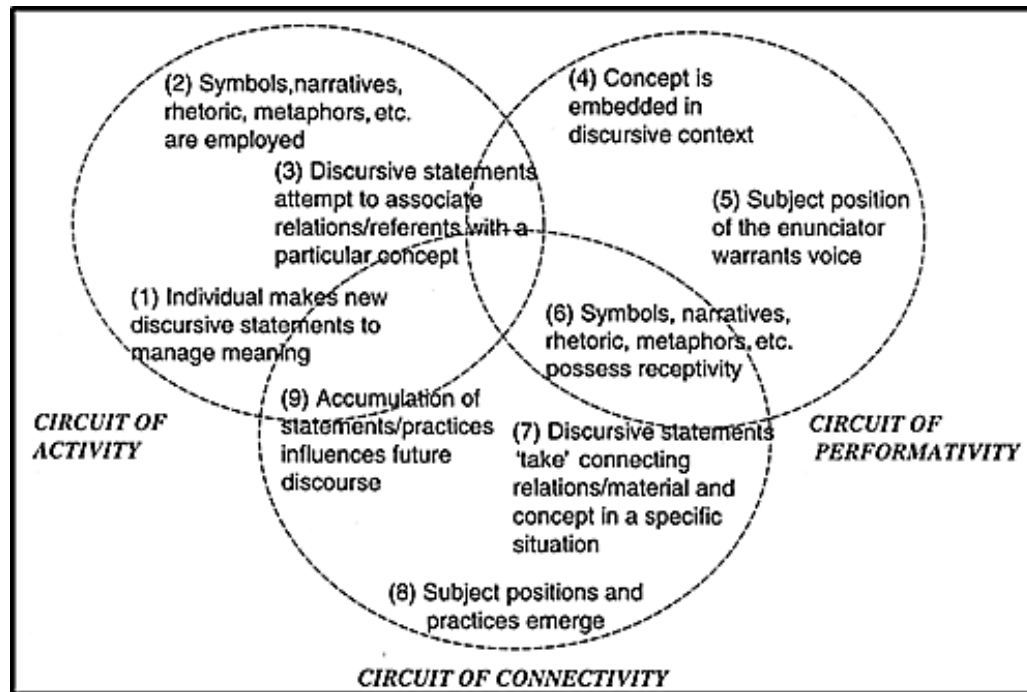 (2) Symbols,narratives,
rhetoric, metaphors, etc.
are employed
(4) Concept is
embedded in
discursive context
(3) Discursive statements
attempt to associate
relations/referents with a
particular concept
(5) Subject position
of the enunciator
warrants voice
(1) Individual makes new
discursive statements to
manage meaning
(6) Symbols, narratives,
rhetoric, metaphors, etc.
possess receptivity
(9) Accumulation of
statements/practices
influences future
discourse
CIRCUIT OF
ACTIVITY
(7) Discursive statements
'take' connecting
relations/material and
concept in a specific
situation
CIRCUIT OF
PERFORMATIVITY
(8) Subject positions and
practices emerge
CIRCUIT OF CONNECTIVITY